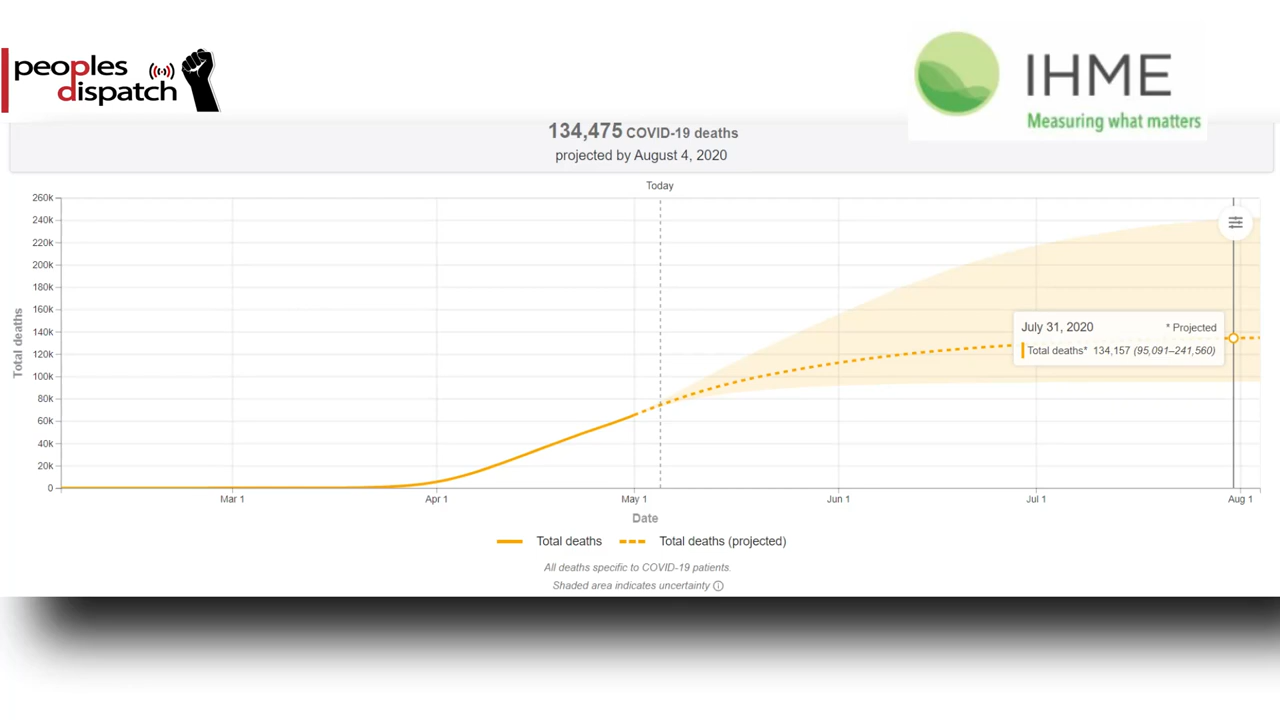 peoples
dispatch
IHME
Measuring what matters
134,475 COVID-19 deaths
projected by August 4, 2020
Today
260k
240k
220k
200k
180k
160k
140k
120k
100k
80k
60k
40k
20k
0
Total deaths
July 31, 2020 * Projected
Total deaths* 134,157 (95,091–241,560)
Mar 1 Apr 1 May 1 Jun 1 Jul 1 Aug 1
Date
Total deaths Total deaths (projected)
All deaths specific to COVID-19 patients.
Shaded area indicates uncertainty